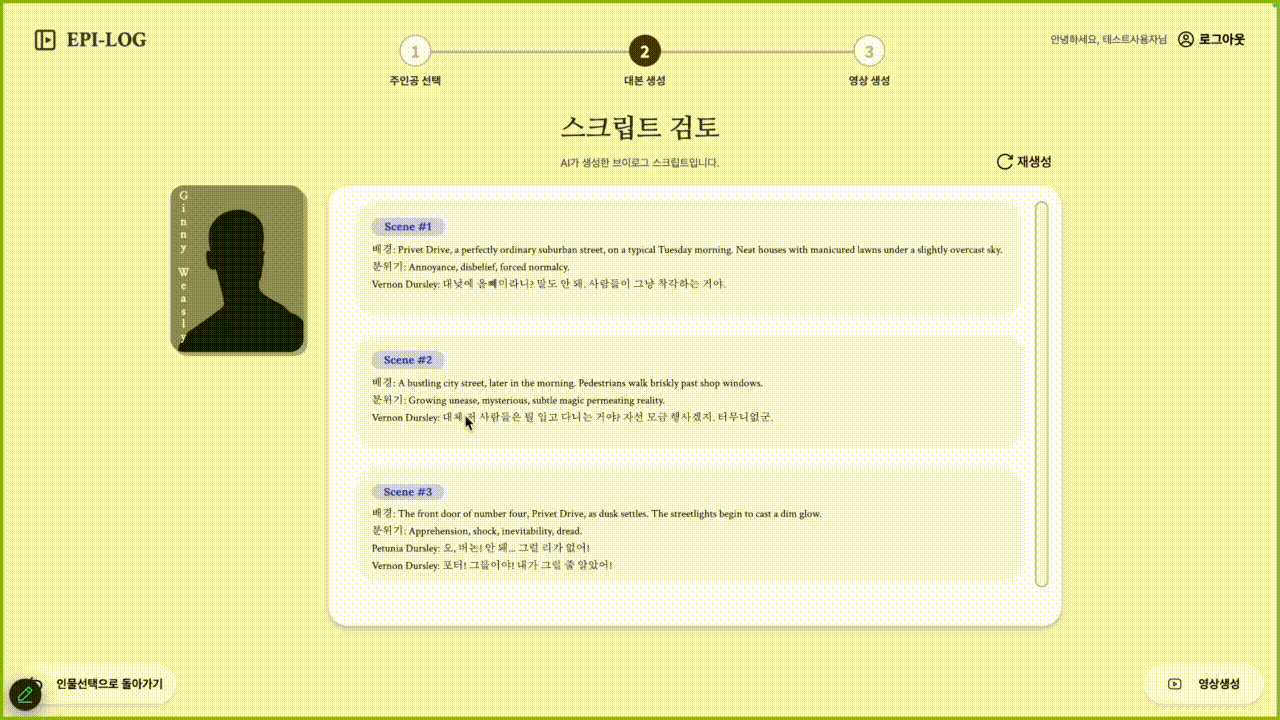 EPI-LOG
1
2
3
주인공 선택
대본 생성
영상 생성
안녕하세요, 테스트사용자님
로그아웃
스크립트 검토
AI가 생성한 브이로그 스크립트입니다.
재생성
Ginny Weasly
Scene #1
배경: Privet Drive, a perfectly ordinary suburban street, on a typical Tuesday morning. Neat houses with manicured lawns under a slightly overcast sky.
분위기: Annoyance, disbelief, forced normalcy.
Vernon Dursley: 대낮에 올빼미라니? 말도 안 돼. 사람들이 그냥 착각하는 거야.
Scene #2
배경: A bustling city street, later in the morning. Pedestrians walk briskly past shop windows.
분위기: Growing unease, mysterious, subtle magic permeating reality.
Vernon Dursley: 대체 사람들은 뭘 입고 다니는 거야? 자선 모금 행사겠지. 터무니없군.
Scene #3
배경: The front door of number four, Privet Drive, as dusk settles. The streetlights begin to cast a dim glow.
분위기: Apprehension, shock, inevitability, dread.
Petunia Dursley: 오, 버논! 안 돼... 그럴 리가 없어!
Vernon Dursley: 포터! 그들이야! 내가 그럴 줄 알았어!
인물선택으로 돌아가기
영상생성